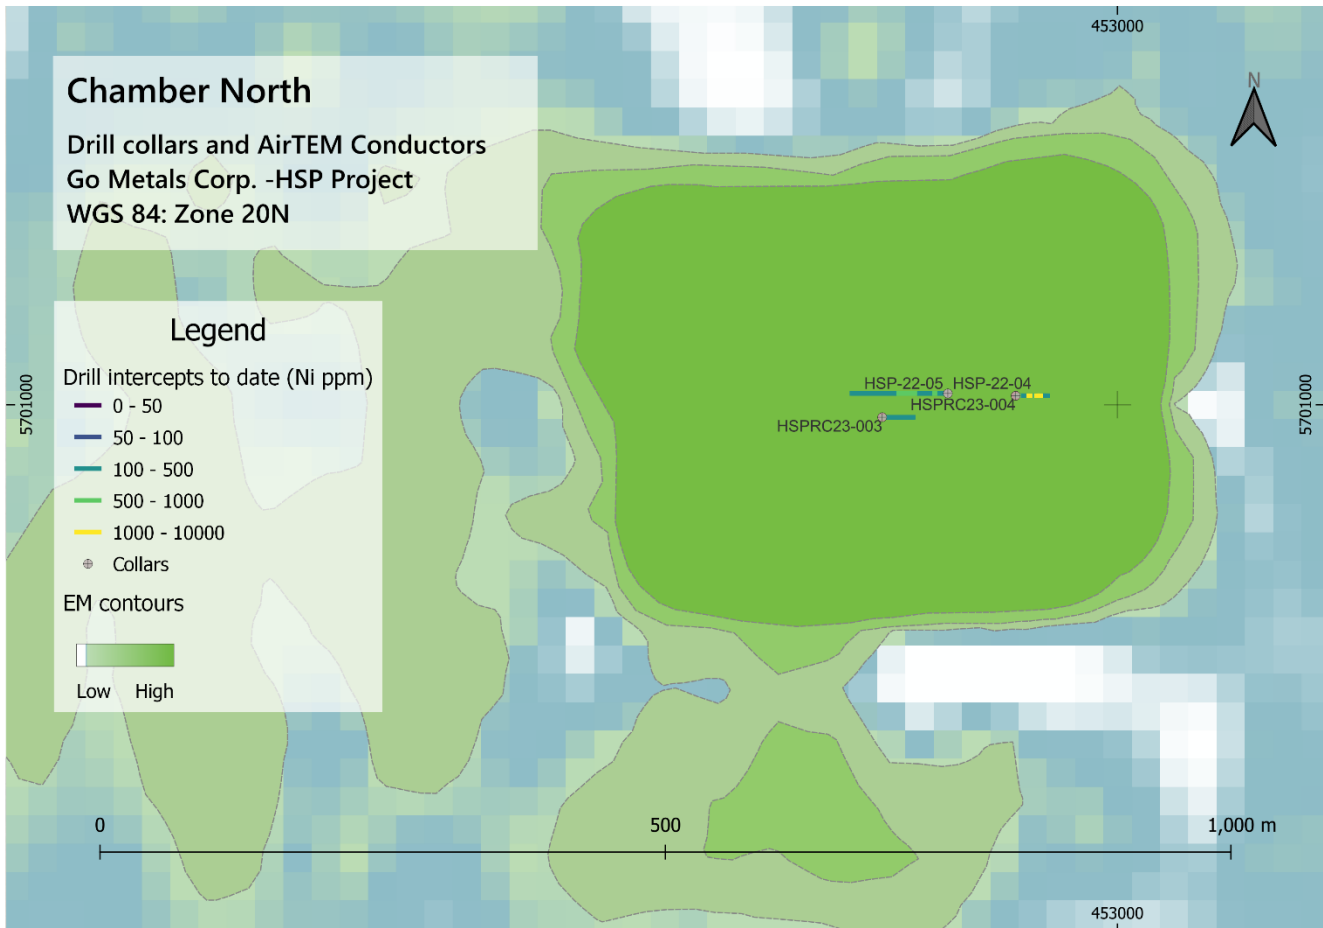 453000
N
Chamber North
Drill collars and AirTEM Conductors
Go Metals Corp. -HSP Project
WGS 84: Zone 20N
Legend
Drill intercepts to date (Ni ppm)
0 - 50
50 - 100
100 - 500
500 - 1000
1000 - 10000
Collars
EM contours
Low High
5701000
HSP-22-05 HSP-22-04
HSPRC23-004
HSPRC23-003
5701000
0 500 1,000 m
453000